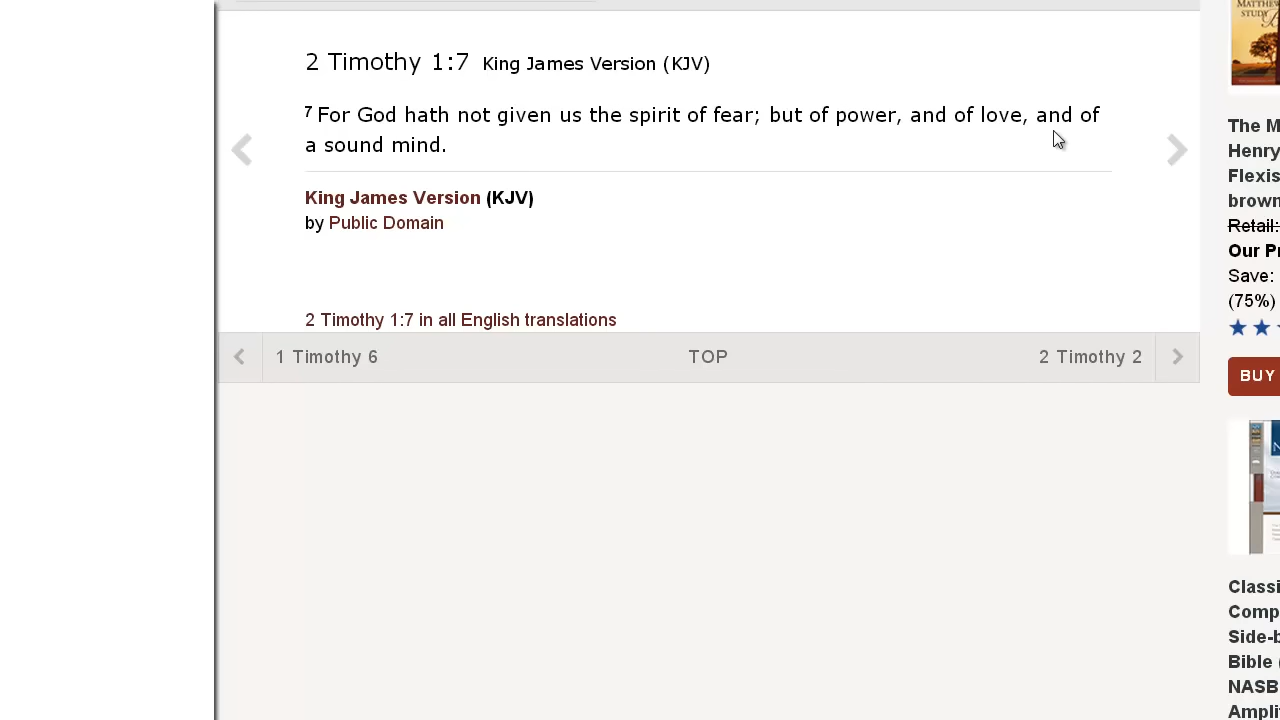 2 Timothy 1:7 King James Version (KJV)
7 For God hath not given us the spirit of fear; but of power, and of love, and of
a sound mind.
King James Version (KJV)
by Public Domain
2 Timothy 1:7 in all English translations
1 Timothy 6
TOP
2 Timothy 2
MATTHEW
STUDY
The M
Henry
Flexis
brown
Retail:
Our Pr
Save:
(75%)
BUY
Classi
Comp
Side-b
Bible (
NASB
Ampli